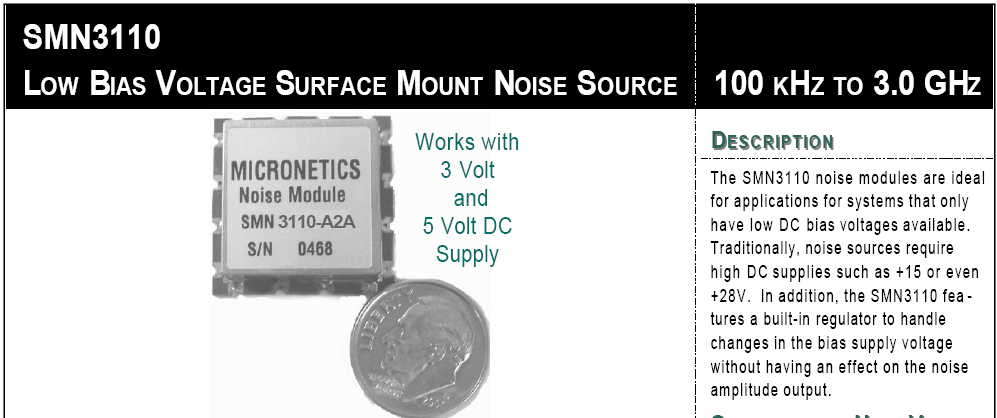 SMN3110
LOW BIAS VOLTAGE SURFACE MOUNT NOISE SOURCE
100 KHZ TO 3.0 GHZ
MICRONETICS
Noise Module
SMN 3110-A2A
S/N 0468
Works with
3 Volt
and
5 Volt DC
Supply
LIBERTY
DESCRIPTION
The SMN3110 noise modules are ideal
for applications for systems that only
have low DC bias voltages available.
Traditionally, noise sources require
high DC supplies such as +15 or even
+28V. In addition, the SMN3110 fea-
tures a built-in regulator to handle
changes in the bias supply voltage
without having an effect on the noise
amplitude output.